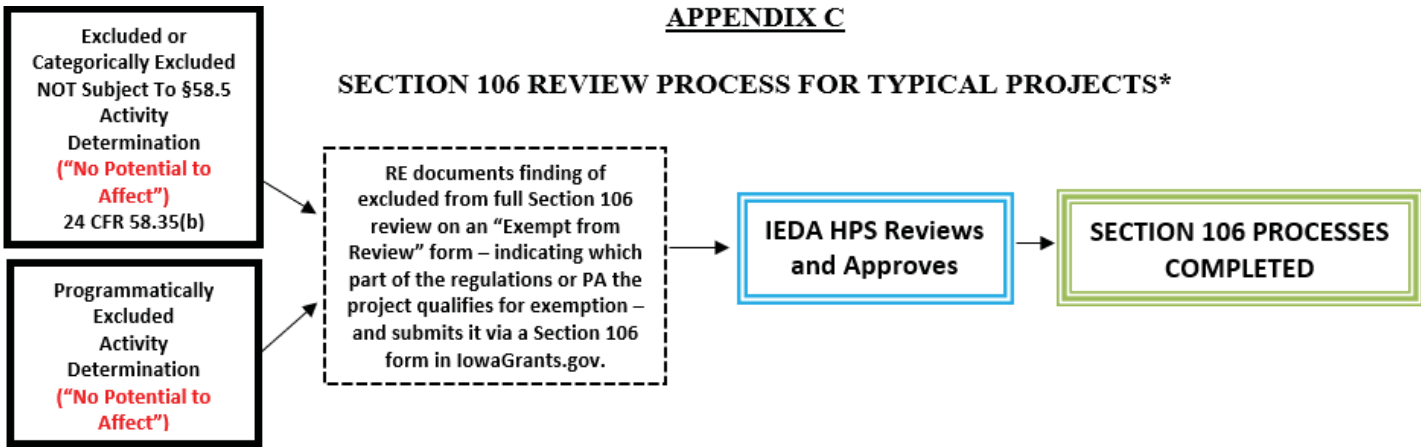 APPENDIX C
SECTION 106 REVIEW PROCESS FOR TYPICAL PROJECTS*
Excluded or
Categorically Excluded
NOT Subject To §58.5
Activity
Determination
(“No Potential to
Affect”)
24 CFR 58.35(b)
Programmatically
Excluded
Activity
Determination
(“No Potential to
Affect”)
RE documents finding of
excluded from full Section 106
review on an “Exempt from
Review” form – indicating which
part of the regulations or PA the
project qualifies for exemption –
and submits it via a Section 106
form in IowaGrants.gov.
IEDA HPS Reviews
and Approves
SECTION 106 PROCESSES
COMPLETED